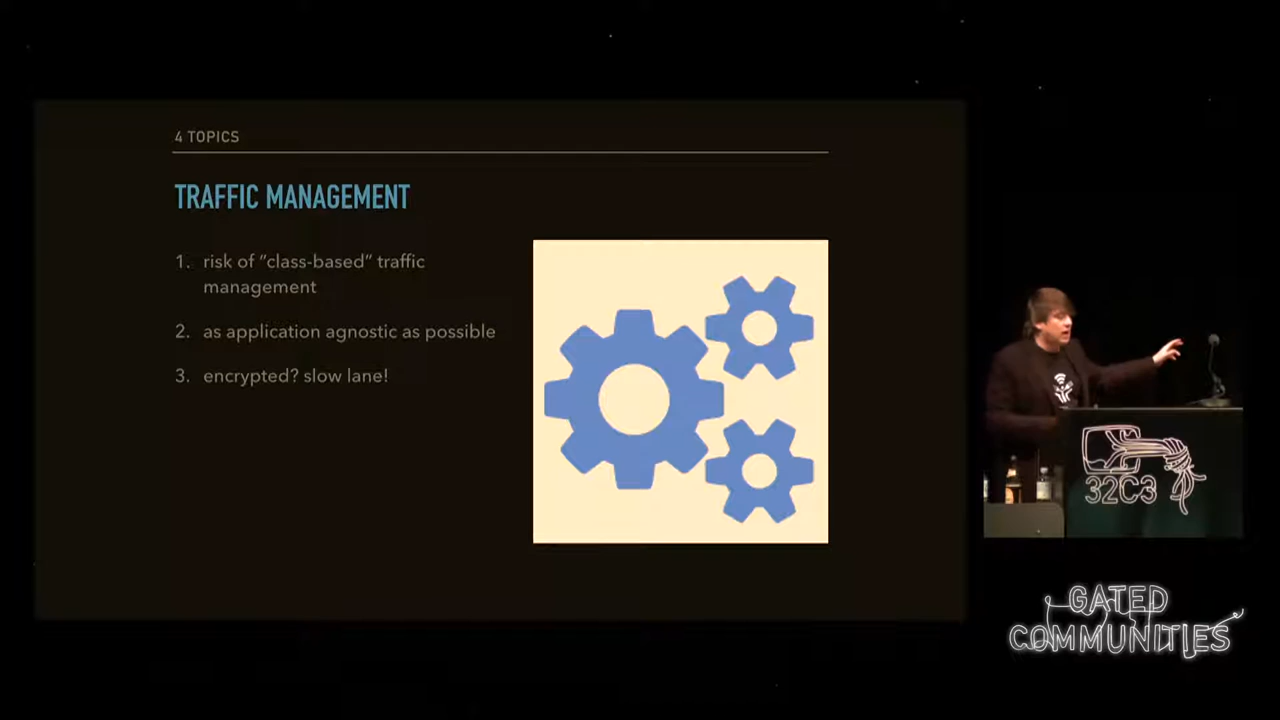 4 TOPICS
TRAFFIC MANAGEMENT
1. risk of “class-based” traffic
management
2. as application agnostic as possible
3. encrypted? slow lane!
32C3
GATED
COMMUNITIES